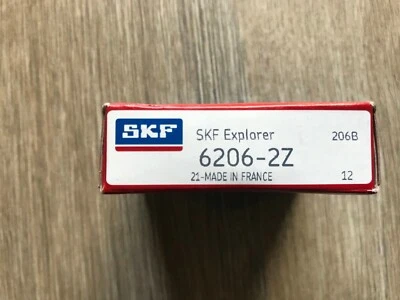 SKF
SKF Explorer
206B
6206-2Z
21-MADE IN FRANCE
12